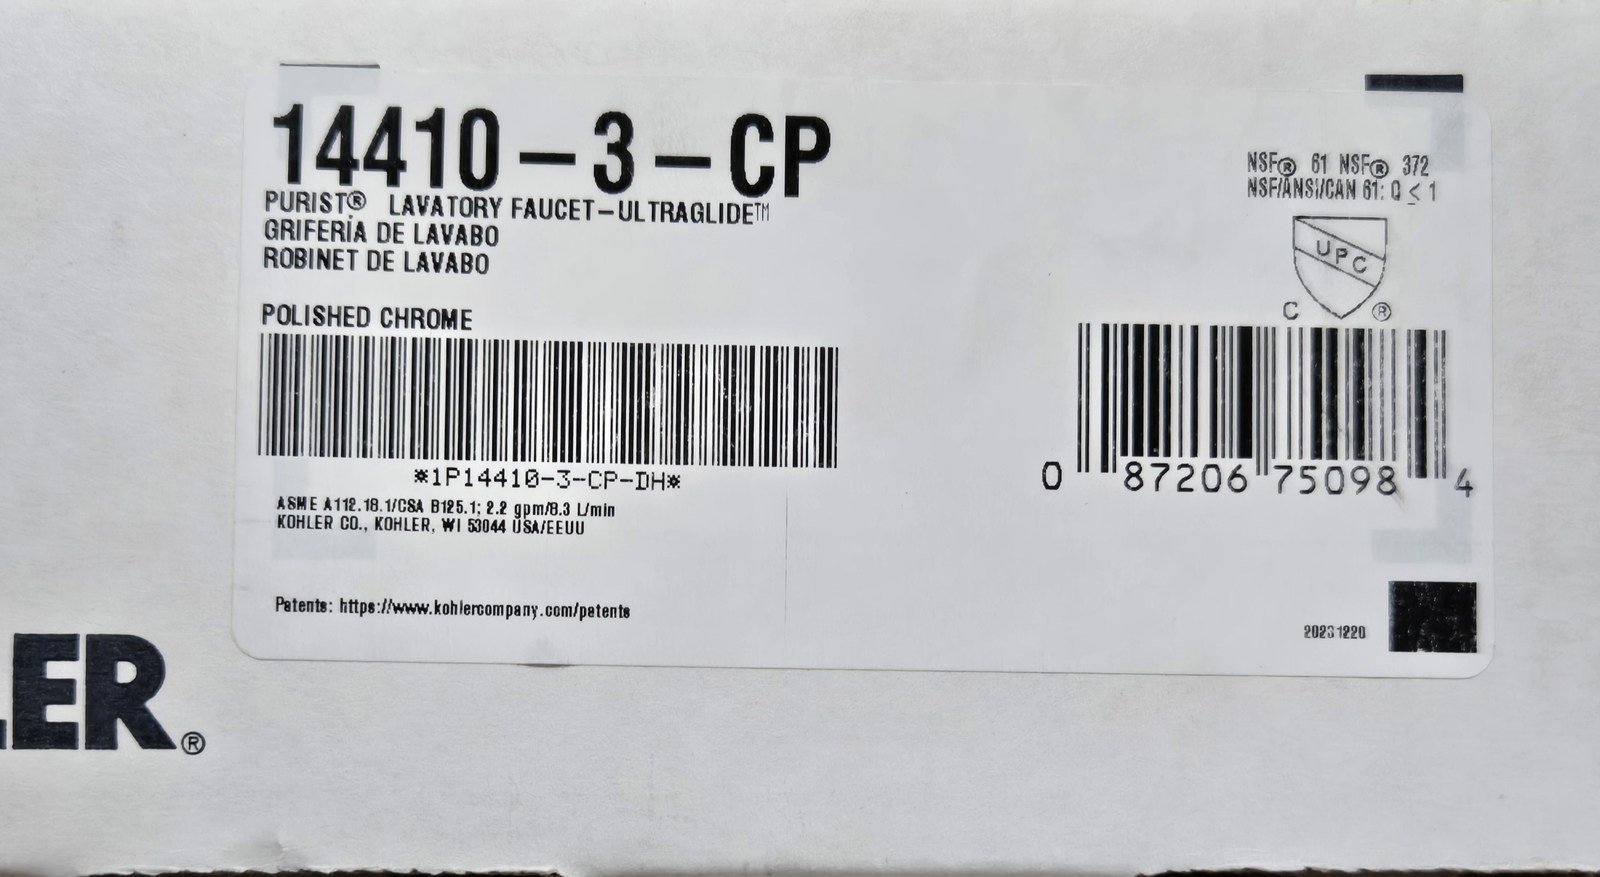 14410-3-CP
PURIST® LAVATORY FAUCET-ULTRAGLIDE™
GRIFERÍA DE LAVABO
ROBINET DE LAVABO
POLISHED CHROME
*1P14410-3-CP-DH*
ASME A112.18.1/CSA B125.1; 2.2 gpm/8.3 L/min
KOHLER CO., KOHLER, WI 53044 USA/EEUU
Patents: https://www.kohlercompany.com/patents
NSF® 61 NSF® 372
NSF/ANSI/CAN 61: Q ≤ 1
UPC
C ®
0 87206 75098 4
20231220
LER®